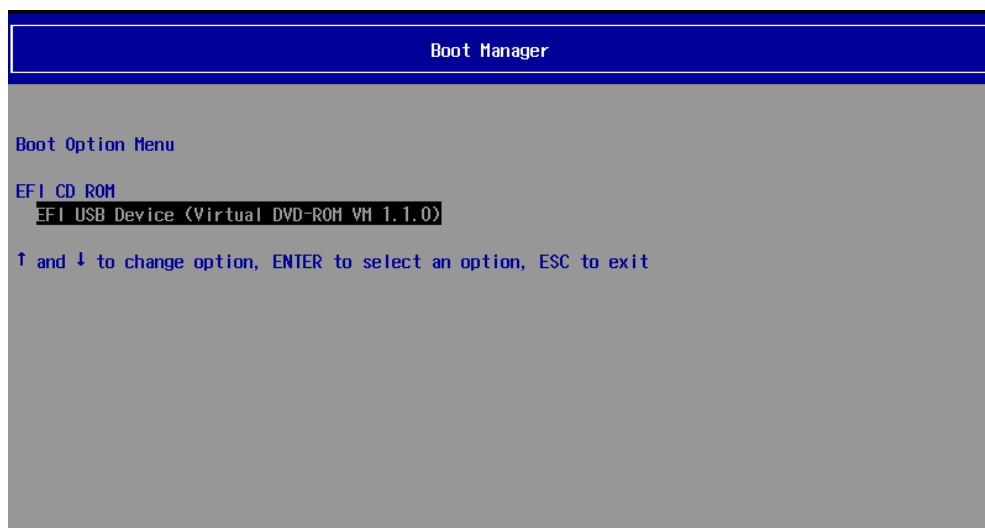 Boot Manager
Boot Option Menu
EFI CD ROM
EFI USB Device (Virtual DVD-ROM VM 1.1.0)
↑ and ↓ to change option, ENTER to select an option, ESC to exit